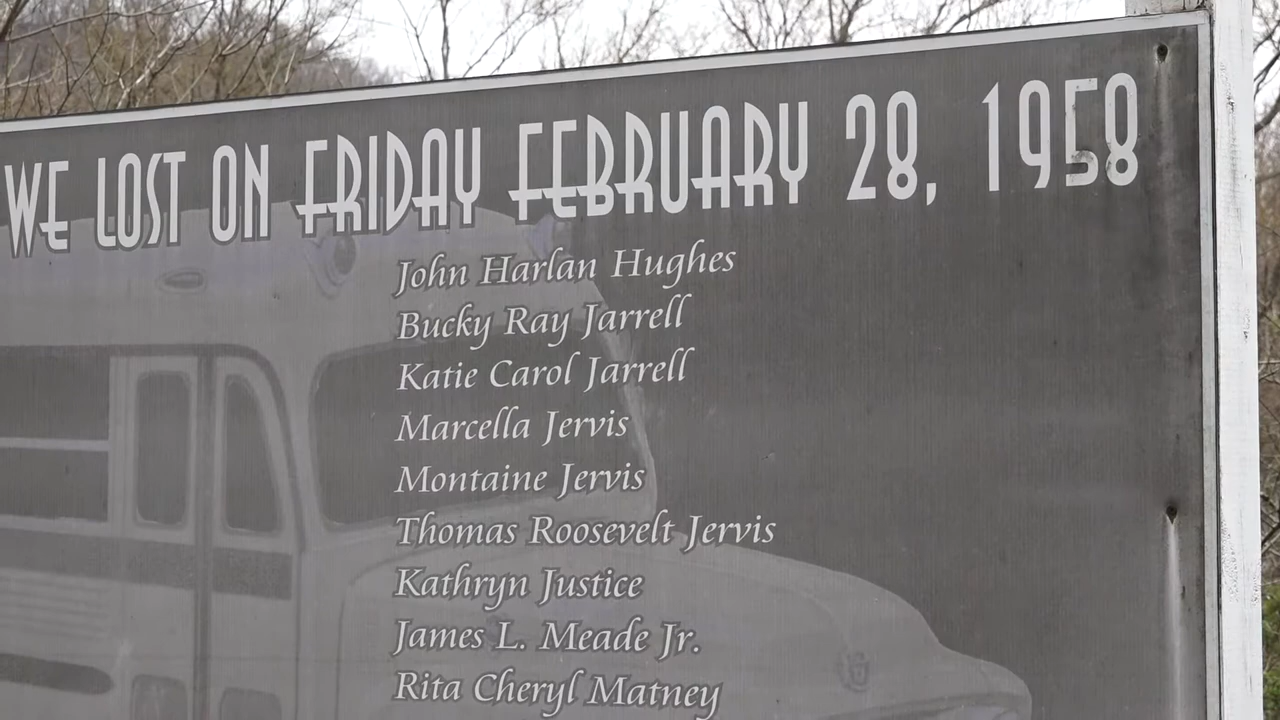 WE LOST ON FRIDAY FEBRUARY 28, 1958
John Harlan Hughes
Bucky Ray Jarrell
Katie Carol Jarrell
Marcella Jervis
Montaine Jervis
Thomas Roosevelt Jervis
Kathryn Justice
James L. Meade Jr.
Rita Cheryl Matney